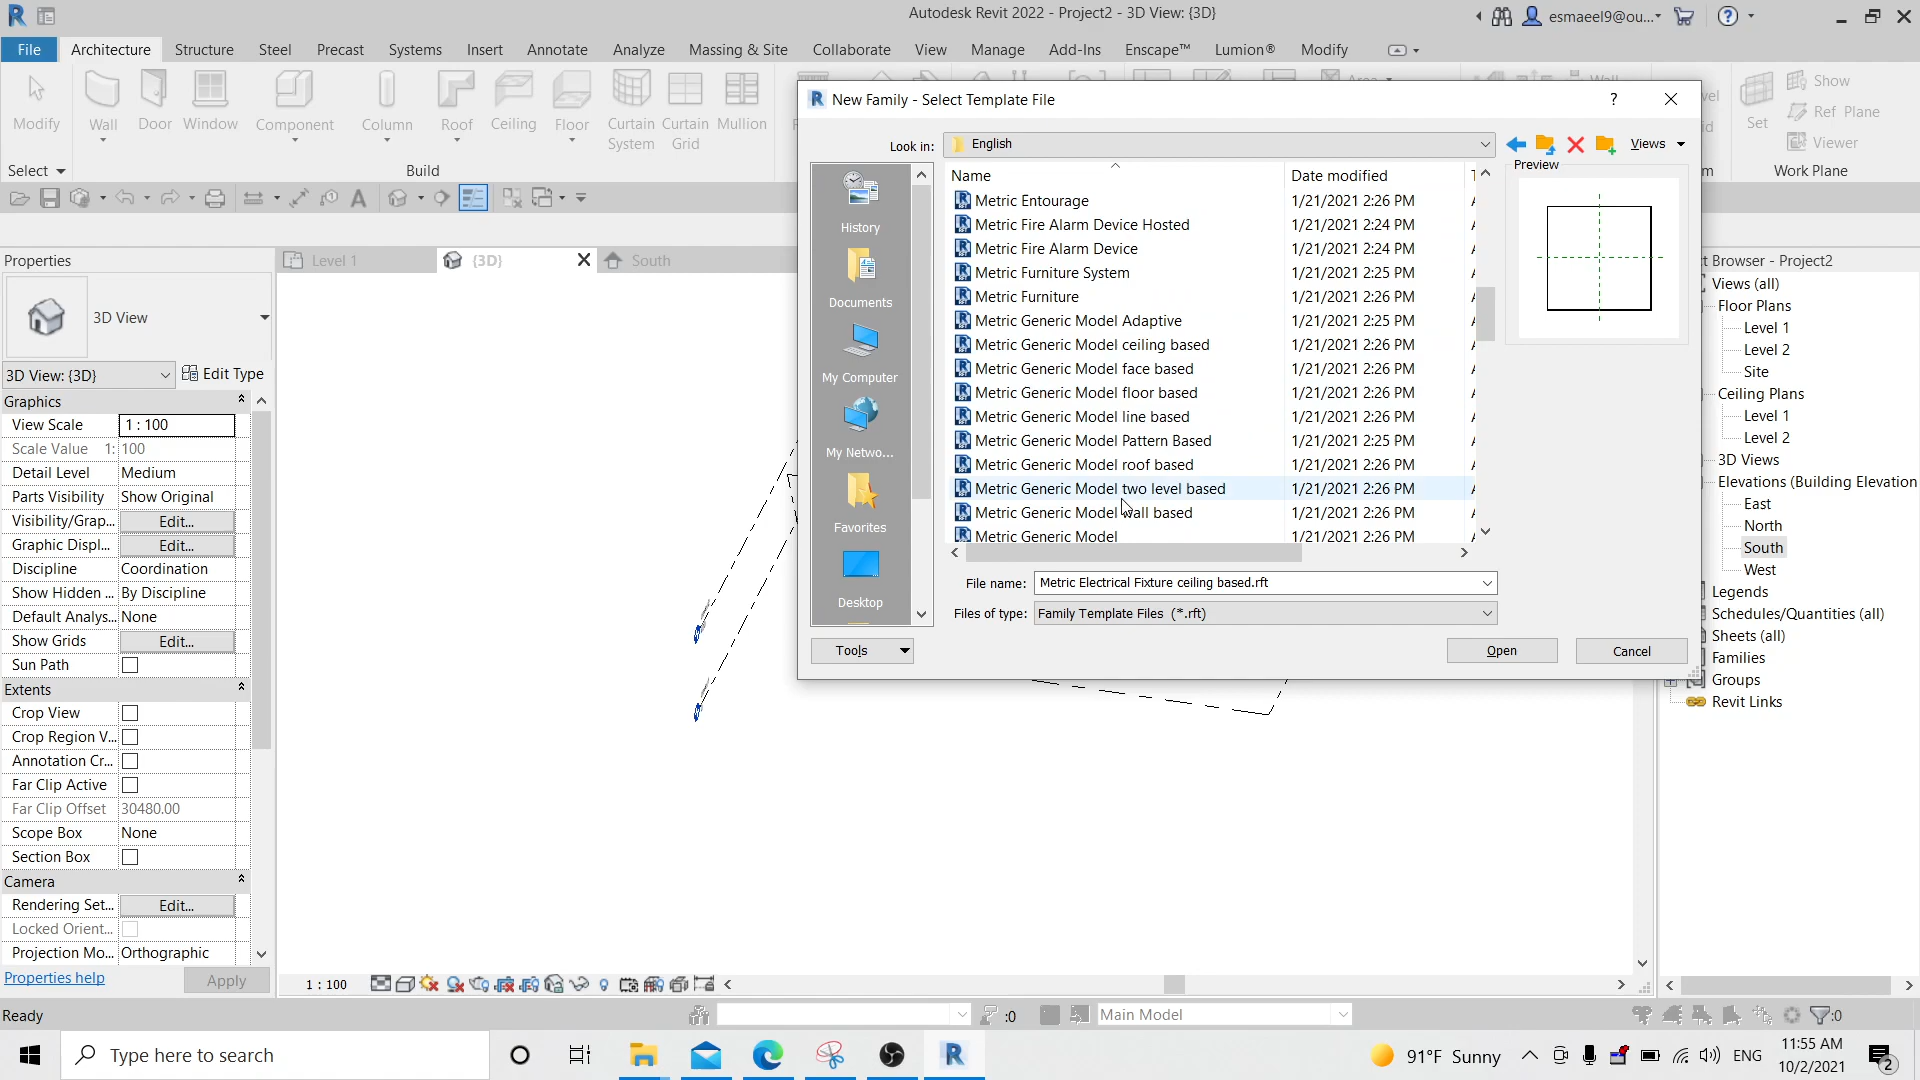 Autodesk Revit 2022 - Project2 - 3D View: {3D}
esmaeel9@ou...
File Architecture Structure Steel Precast Systems Insert Annotate Analyze Massing & Site Collaborate View Manage Add-Ins Enscape™ Lumion® Modify
Modify Wall Door Window Component Column Roof Ceiling Floor Curtain System Curtain Grid Mullion
Set Show
Ref Plane
Viewer
Select Build Work Plane
New Family - Select Template File
Look in: English Views
Name Date modified
Metric Entourage 1/21/2021 2:26 PM
Metric Fire Alarm Device Hosted 1/21/2021 2:24 PM
Metric Fire Alarm Device 1/21/2021 2:24 PM
Metric Furniture System 1/21/2021 2:25 PM
Metric Furniture 1/21/2021 2:26 PM
Metric Generic Model Adaptive 1/21/2021 2:25 PM
Metric Generic Model ceiling based 1/21/2021 2:26 PM
Metric Generic Model face based 1/21/2021 2:26 PM
Metric Generic Model floor based 1/21/2021 2:26 PM
Metric Generic Model line based 1/21/2021 2:26 PM
Metric Generic Model Pattern Based 1/21/2021 2:25 PM
Metric Generic Model roof based 1/21/2021 2:26 PM
Metric Generic Model two level based 1/21/2021 2:26 PM
Metric Generic Model wall based 1/21/2021 2:26 PM
Metric Generic Model 1/21/2021 2:26 PM
History
Documents
My Computer
My Netwo...
Favorites
Desktop
Preview
File name: Metric Electrical Fixture ceiling based.rft
Files of type: Family Template Files (*.rft)
Tools Open Cancel
Level 1 {3D} South
Properties
3D View
3D View: {3D} Edit Type
Graphics
View Scale 1 : 100
Scale Value 1: 100
Detail Level Medium
Parts Visibility Show Original
Visibility/Grap... Edit...
Graphic Displ... Edit...
Discipline Coordination
Show Hidden ... By Discipline
Default Analys... None
Show Grids Edit...
Sun Path
Extents
Crop View
Crop Region V...
Annotation Cr...
Far Clip Active
Far Clip Offset 30480.00
Scope Box None
Section Box
Camera
Rendering Set... Edit...
Locked Orient...
Projection Mo... Orthographic
Properties help Apply
t Browser - Project2
Views (all)
Floor Plans
Level 1
Level 2
Site
Ceiling Plans
Level 1
Level 2
3D Views
Elevations (Building Elevation
East
North
South
West
Legends
Schedules/Quantities (all)
Sheets (all)
Families
Groups
Revit Links
1 : 100
Ready :0 Main Model :0
Type here to search
91°F Sunny ENG 11:55 AM
10/2/2021
2